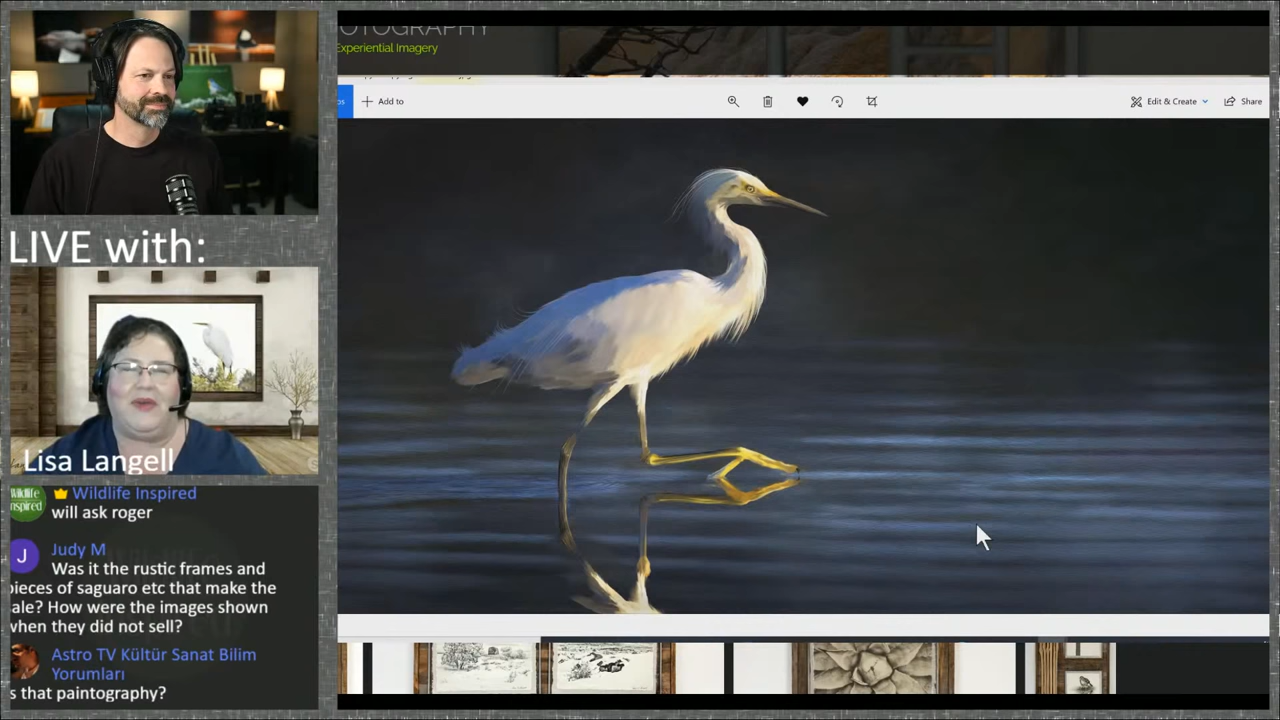 OTOGRAPHY
Experiential Imagery
os
Add to
Edit & Create
Share
LIVE with:
Lisa Langell
Wildlife Inspired
will ask roger
J
Judy M
Was it the rustic frames and
pieces of saguaro etc that make the
ale? How were the images shown
when they did not sell?
Astro TV Kültür Sanat Bilim
Yorumları
s that paintography?